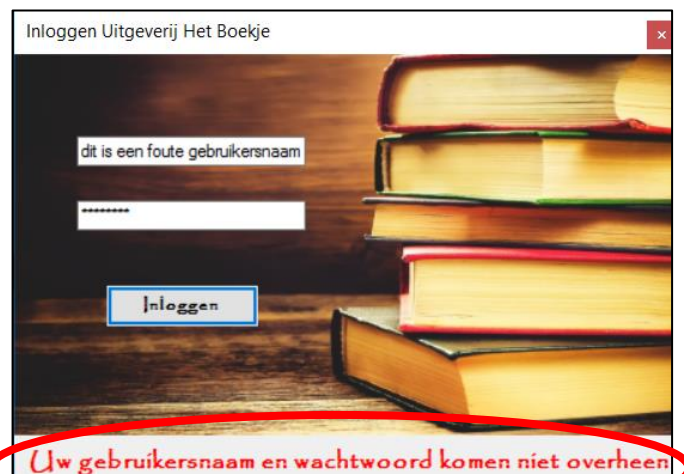 Inloggen Uitgeverij Het Boekje
×
dit is een foute gebruikersnaam
********
Inloggen
Uw gebruikersnaam en wachtwoord komen niet overheen